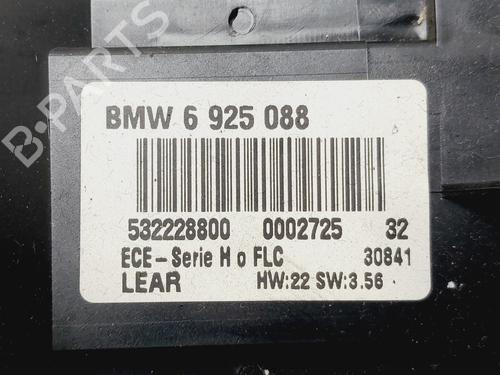 BMW 6 925 088
532228800 0002725 32
ECE-Serie H o FLC 30841
LEAR HW:22 SW:3.56
B-PARTS